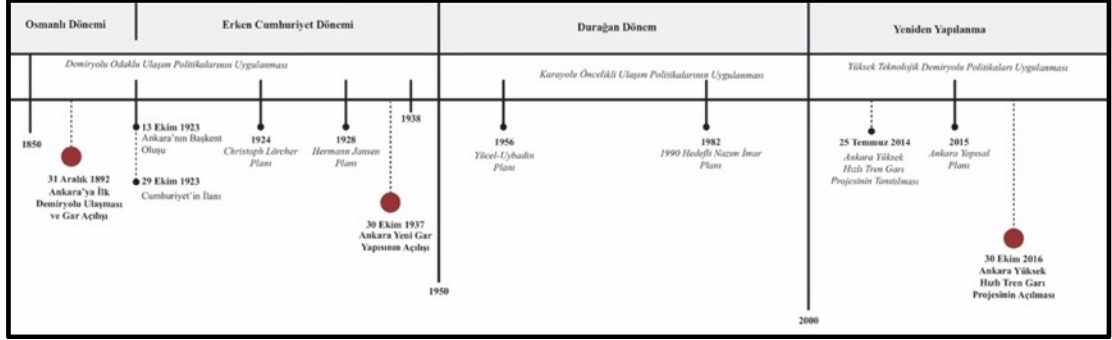 Osmanlı Dönemi
Erken Cumhuriyet Dönemi
Durağan Dönem
Yeniden Yapılanma
Demiryolu Odaklu Ulaşım Politikalarının Uygulanması
Karayolu Öncelikli Ulaşım Politikalarının Uygulanması
Yüksek Teknolojik Demiryolu Politikaları Uygulanması
1850
31 Aralık 1892
Ankara'ya İlk
Demiryolu Ulaşması
ve Gar Açılışı
13 Ekim 1923
Ankara'nın Başkent
Oluşu
29 Ekim 1923
Cumhuriyet'in İlanı
1924
Christoph Lörcher
Planı
1928
Hermann Jansen
Planı
1938
30 Ekim 1937
Ankara Yeni Gar
Yapısının Açılışı
1950
1956
Yücel-Uybadin
Planı
1982
1990 Hedefli Nazım İmar
Planı
2000
25 Temmuz 2014
Ankara Yüksek
Hızlı Tren Garı
Projesinin Tanıtılması
2015
Ankara Yapısal
Planı
30 Ekim 2016
Ankara Yüksek
Hızlı Tren Garı
Projesinin Açılması